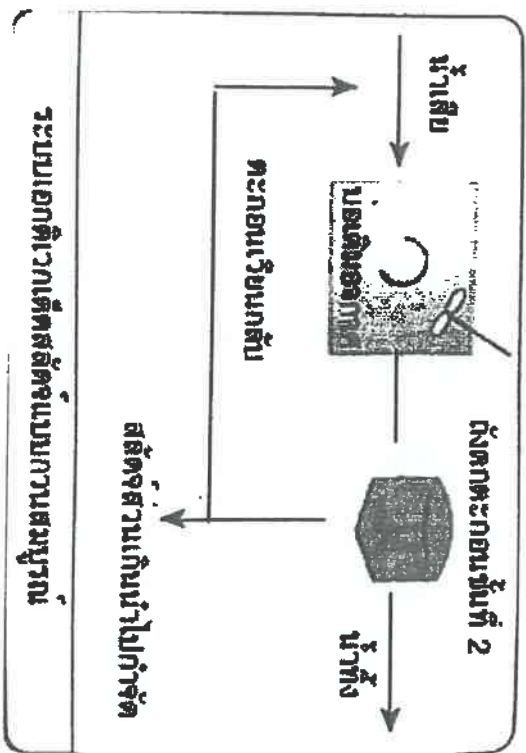 น้ำเสีย
บ่อเติมอากาศ
ถังตกตะกอนชั้นที่ 2
น้ำทิ้ง
ตะกอนเวียนกลับ
สลัดจ์ส่วนเกินนำไปกำจัด
ระบบเอกติเวทเตดสลัดจ์แบบกวนสมบูรณ์